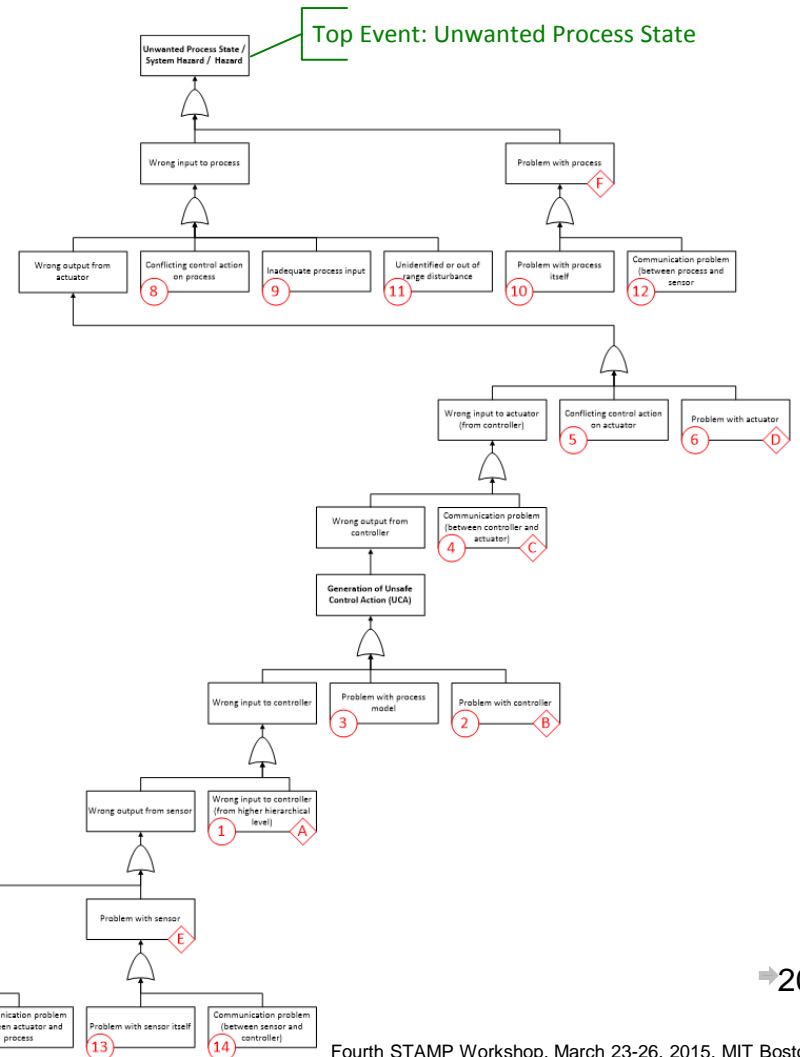 Top Event: Unwanted Process State
Unwanted Process State /
System Hazard / Hazard
Wrong input to process
Problem with process
F
Wrong output from
actuator
Conflicting control action
on process
8
Inadequate process input
9
Unidentified or out of
range disturbance
11
Problem with process
itself
10
Communication problem
(between process and
sensor
12
Wrong input to actuator
(from controller)
Conflicting control action
on actuator
5
Problem with actuator
6
D
Wrong output from
controller
Communication problem
(between controller and
actuator)
4
C
Generation of Unsafe
Control Action (UCA)
Wrong input to controller
Problem with process
model
3
Problem with controller
2
B
Wrong output from sensor
Wrong input to controller
(from higher hierarchical
level)
1
A
Problem with sensor
E
problem
actuator and
process
Problem with sensor itself
13
Communication problem
(between sensor and
controller)
14
Fourth STAMP Workshop, March 23-26, 2015, MIT